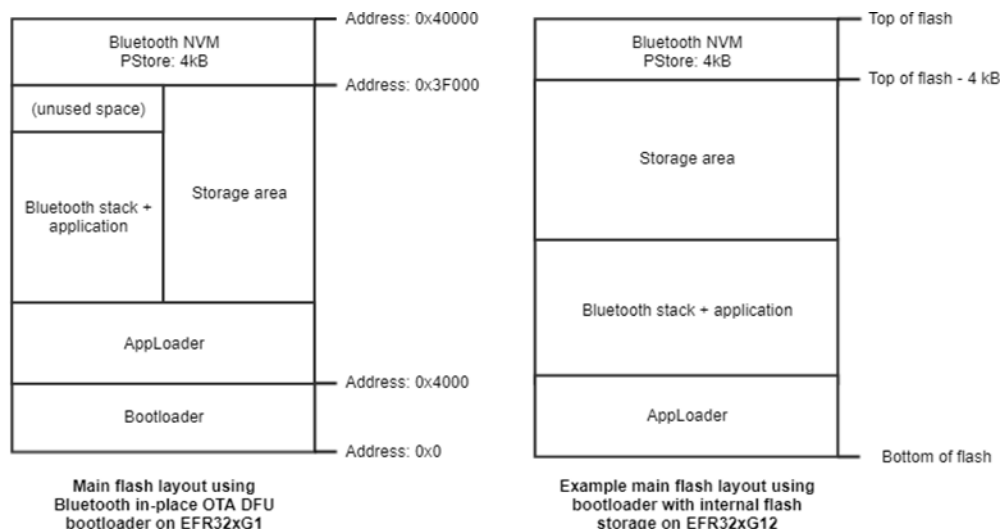 Address: 0x40000
Bluetooth NVM
PStore: 4kB
Address: 0x3F000
(unused space)
Storage area
Bluetooth stack +
application
AppLoader
Address: 0x4000
Bootloader
Address: 0x0
Main flash layout using
Bluetooth in-place OTA DFU
bootloader on EFR32xG1
Top of flash
Bluetooth NVM
PStore: 4kB
Top of flash - 4 kB
Storage area
Bluetooth stack + application
AppLoader
Bottom of flash
Example main flash layout using
bootloader with internal flash
storage on EFR32xG12